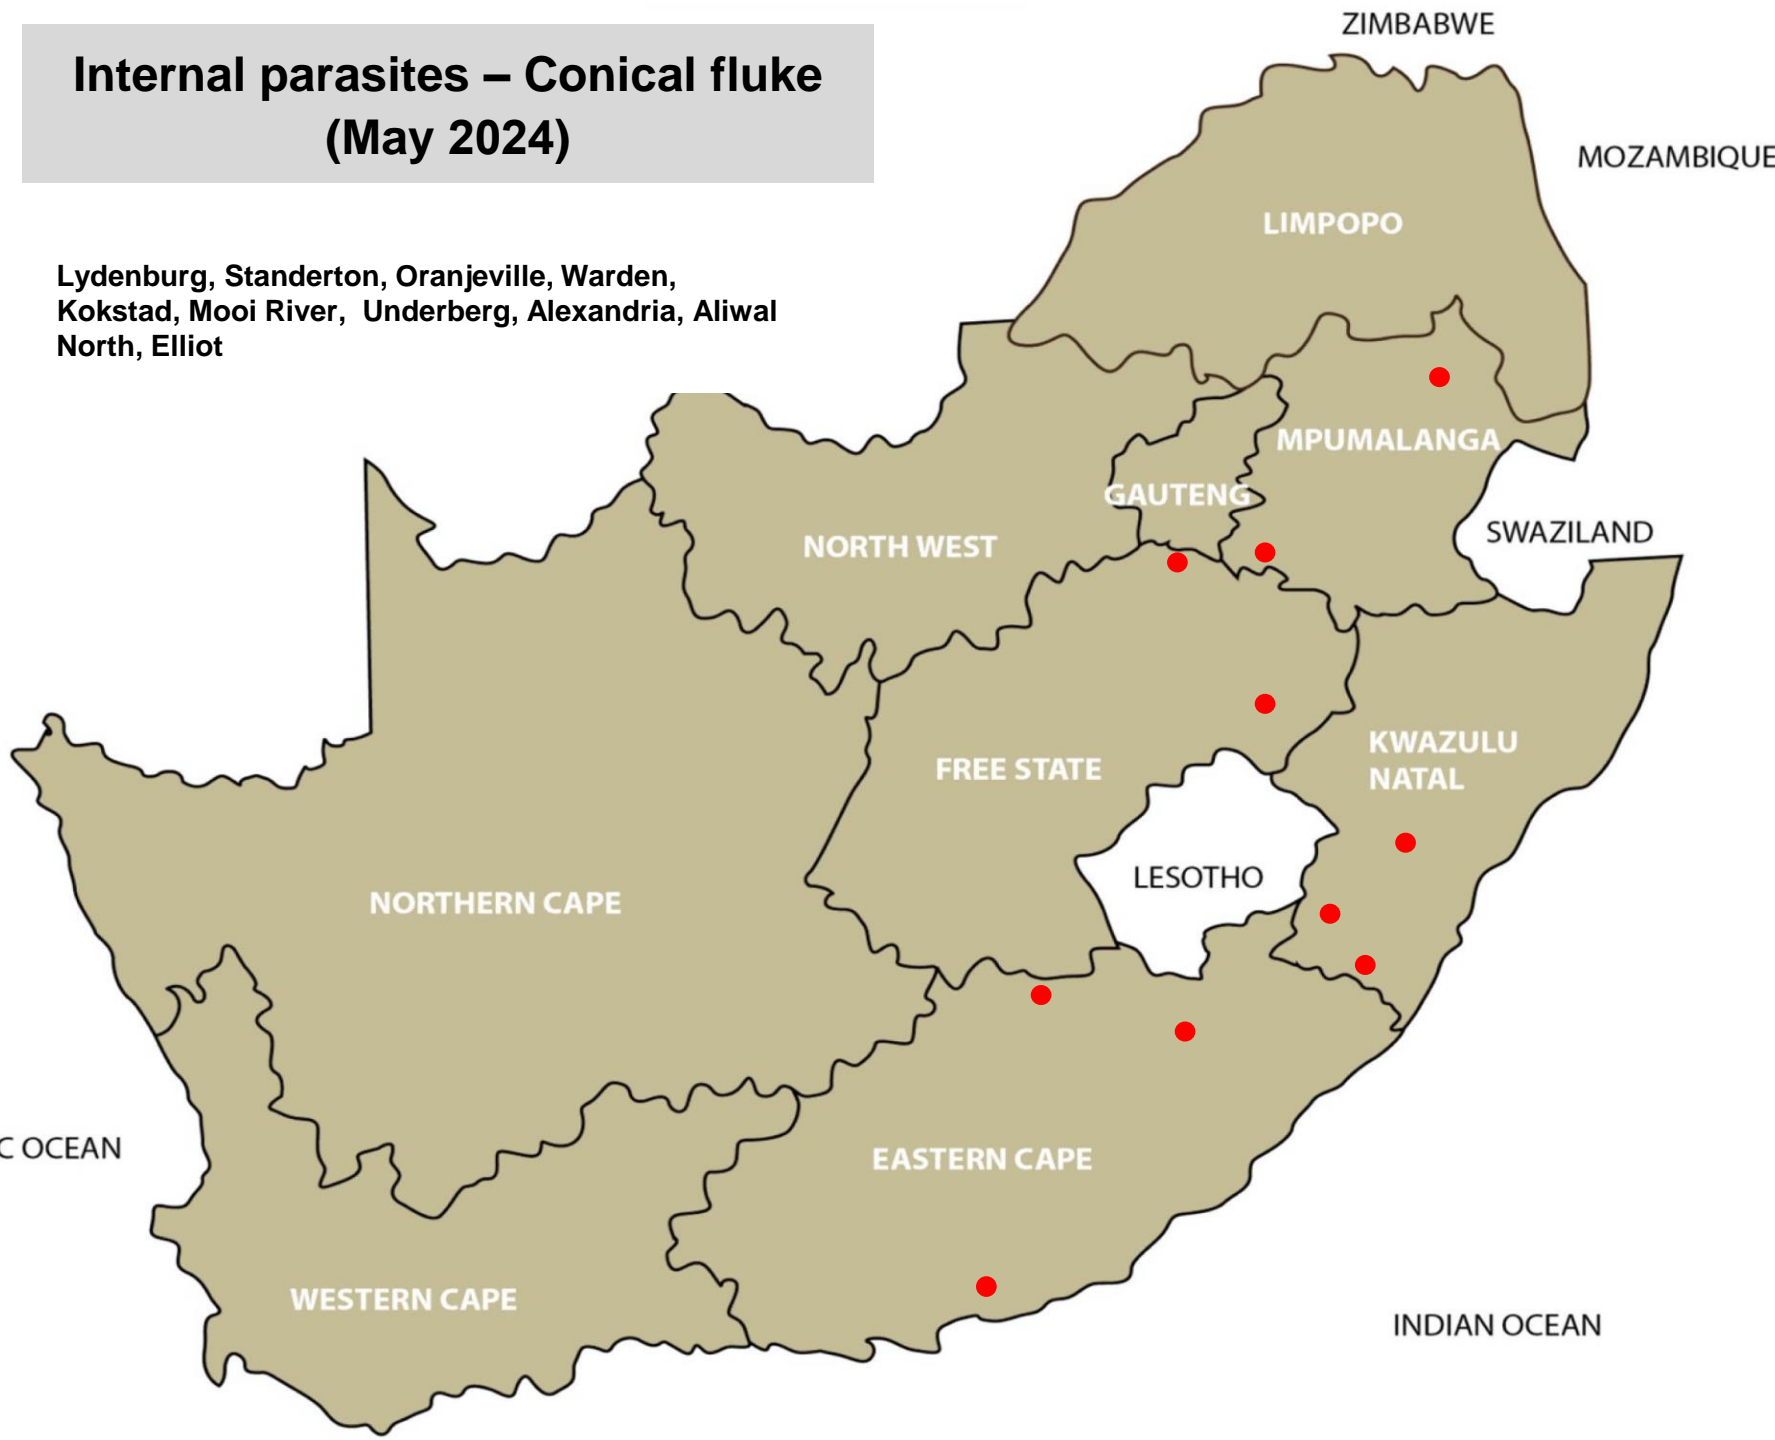 Internal parasites – Conical fluke
(May 2024)
Lydenburg, Standerton, Oranjeville, Warden,
Kokstad, Mooi River, Underberg, Alexandria, Aliwal
North, Elliot
ZIMBABWE
MOZAMBIQUE
LIMPOPO
MPUMALANGA
GAUTENG
SWAZILAND
NORTH WEST
KWAZULU
NATAL
FREE STATE
LESOTHO
NORTHERN CAPE
C OCEAN
EASTERN CAPE
WESTERN CAPE
INDIAN OCEAN